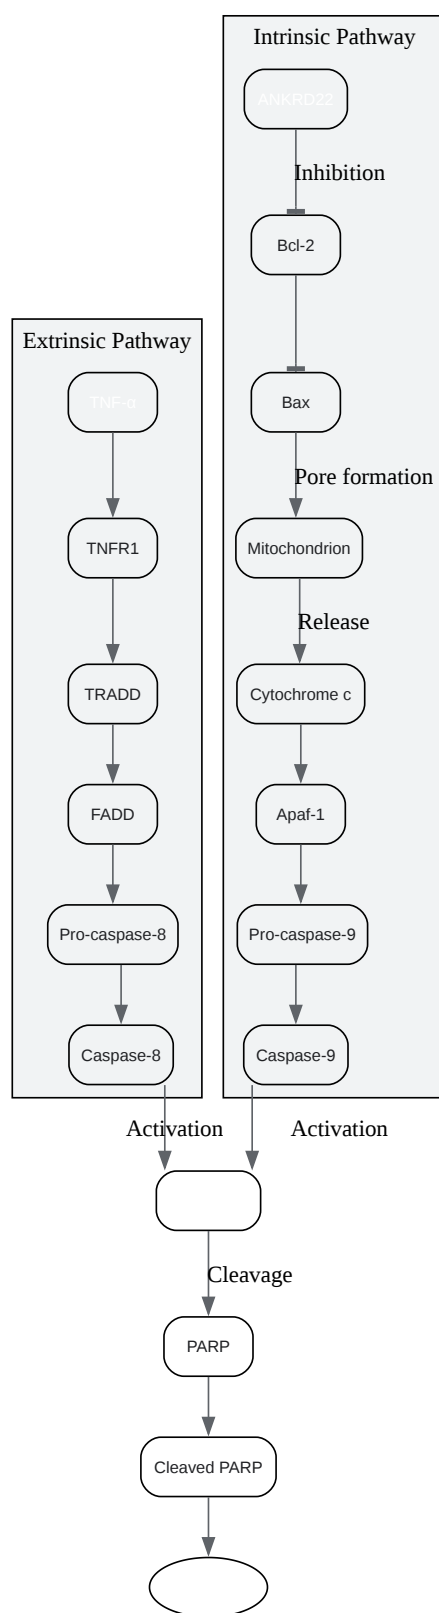 Intrinsic Pathway
ANKRD22
Inhibition
Bcl-2
Extrinsic Pathway
TNF-α
Bax
Pore formation
TNFR1
Mitochondrion
Release
TRADD
Cytochrome c
FADD
Apaf-1
Pro-caspase-8
Pro-caspase-9
Caspase-8
Caspase-9
Activation
Activation
Cleavage
PARP
Cleaved PARP